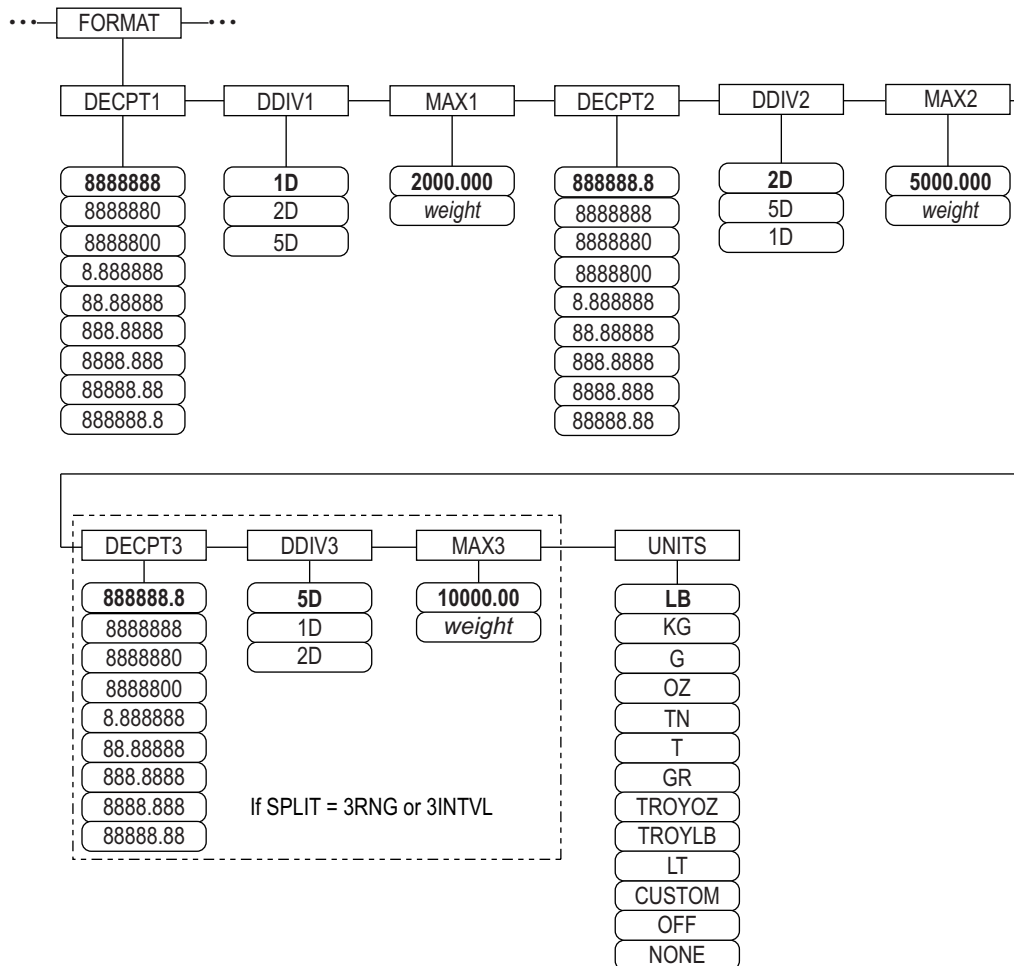 ••• FORMAT •••
DECPT1 DDIV1 MAX1 DECPT2 DDIV2 MAX2
8888888 1D 2000.000 888888.8 2D 5000.000
8888880 2D weight 8888888 5D weight
8888800 5D 8888880 1D
8.888888 8888800
88.88888 8.888888
888.8888 88.88888
8888.888 888.8888
88888.88 8888.888
888888.8 88888.88
DECPT3 DDIV3 MAX3 UNITS
888888.8 5D 10000.00 LB
8888888 1D weight KG
8888880 2D G
8888800 OZ
8.888888 TN
88.88888 T
888.8888 GR
8888.888 If SPLIT = 3RNG or 3INTVL TROYOZ
88888.88 TROYLB
LT
CUSTOM
OFF
NONE